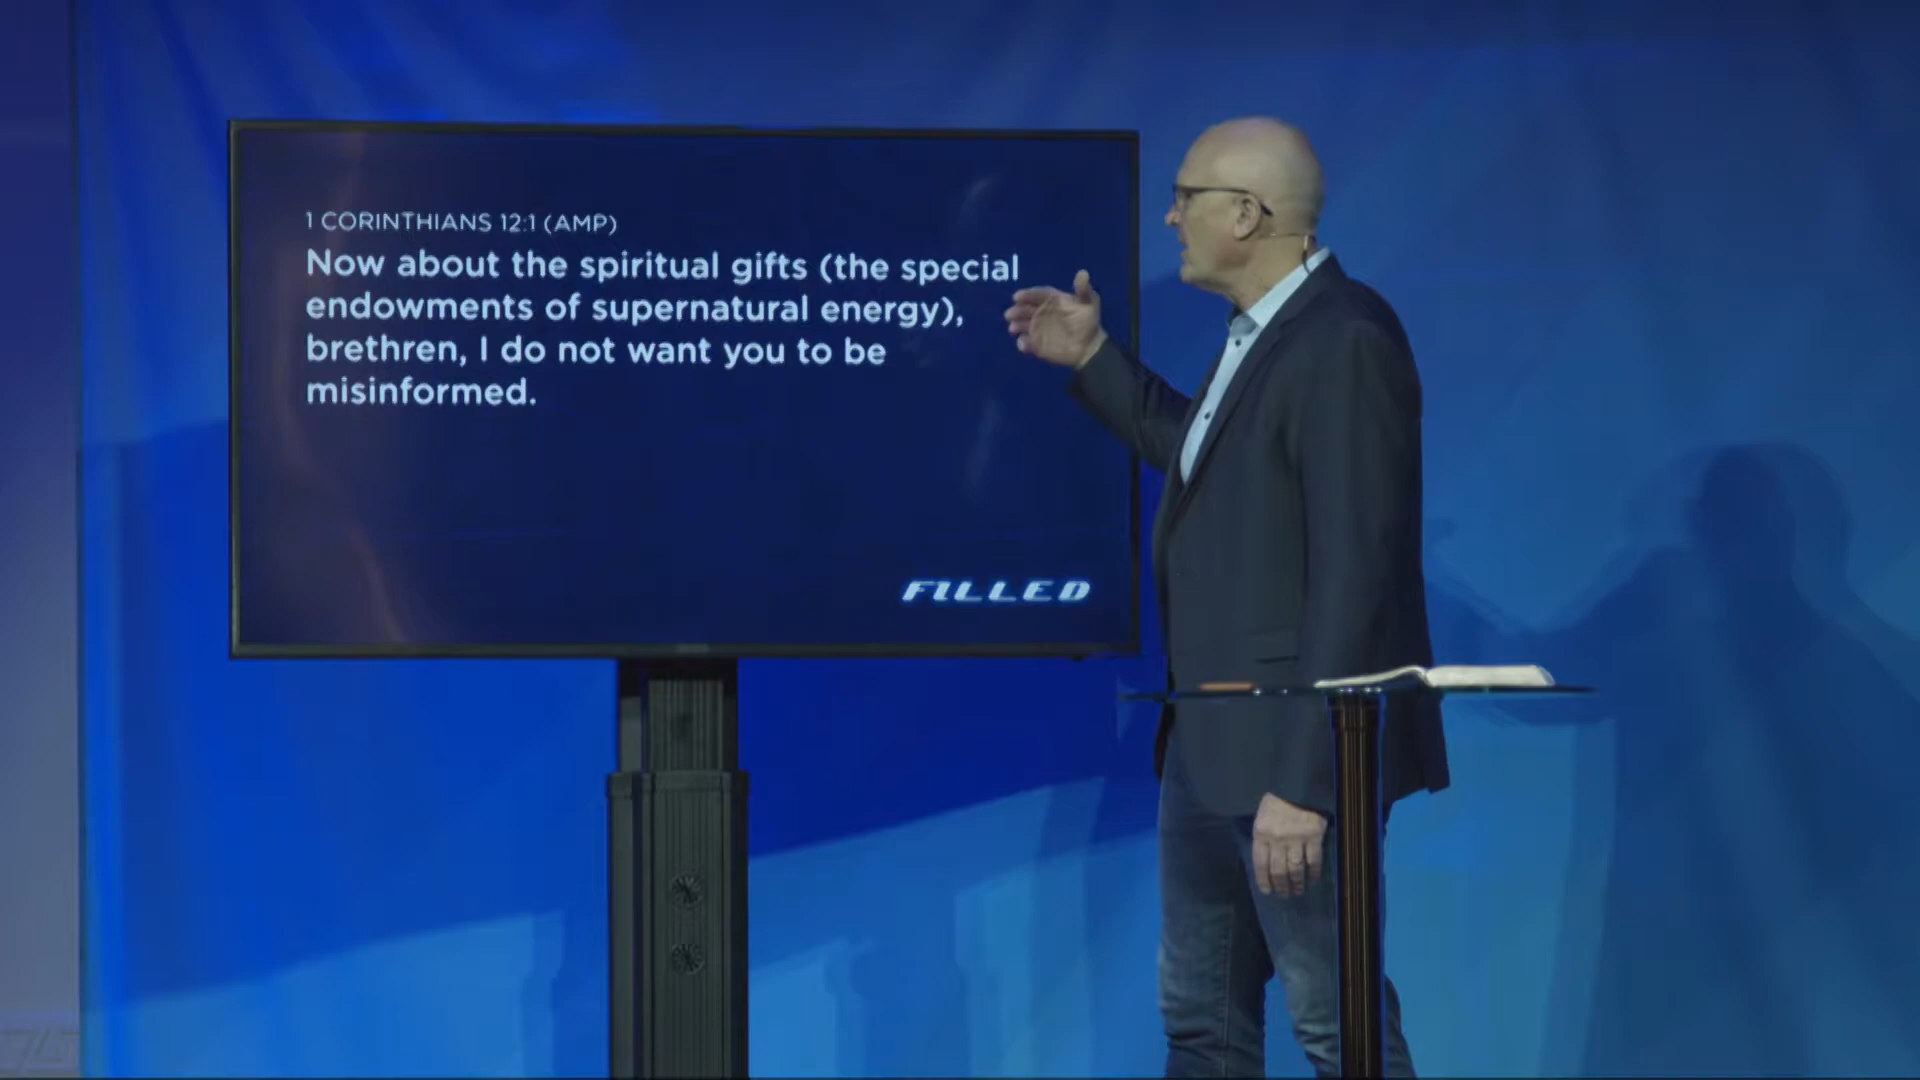 1 CORINTHIANS 12:1 (AMP)
Now about the spiritual gifts (the special
endowments of supernatural energy),
brethren, I do not want you to be
misinformed.
FILLED